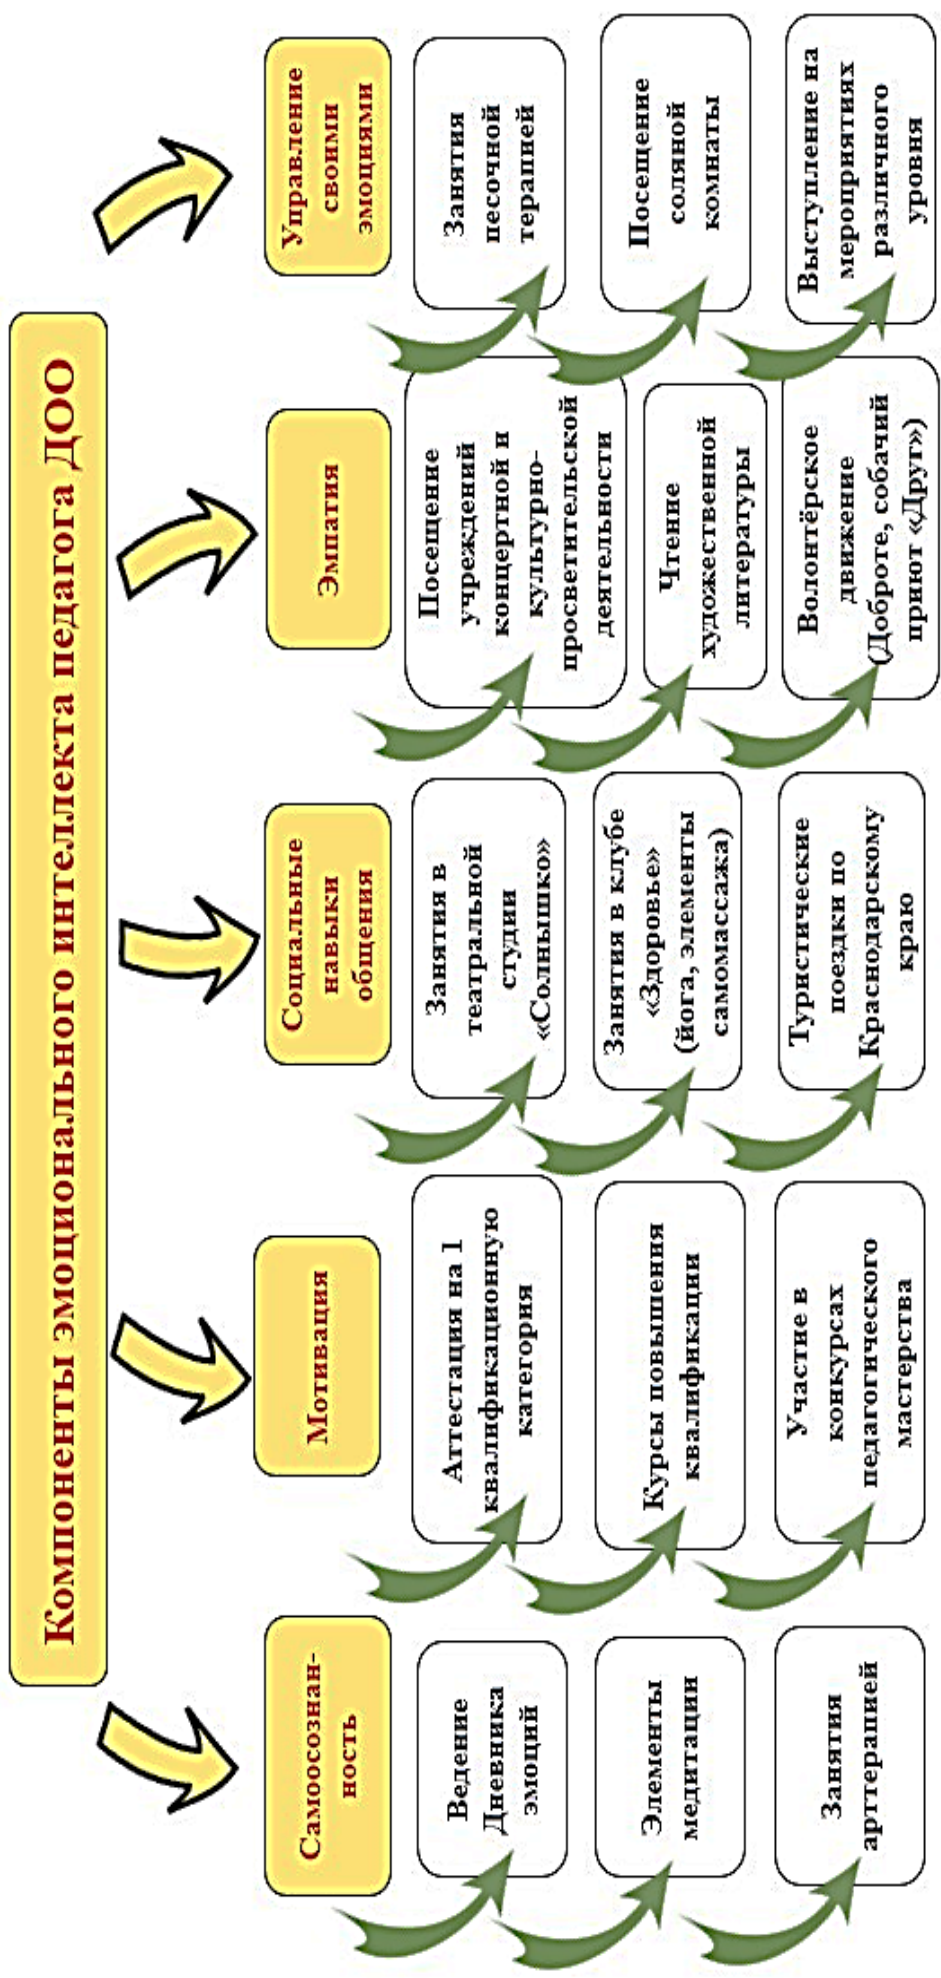 Компоненты эмоционального интеллекта педагога ДОО
Самоосознан-
ность
Ведение
Дневника
эмоций
Элементы
медитации
Занятия
арттерапией
Мотивация
Аттестация на 1
квалификационную
категория
Курсы повышения
квалификации
Участие в
конкурсах
педагогического
мастерства
Социальные
навыки
общения
Занятия в
театральной
студии
«Солнышко»
Занятия в клубе
«Здоровье»
(йога, элементы
самомассажа)
Туристические
поездки по
Краснодарскому
краю
Эмпатия
Посещение
учреждений
концертной и
культурно-
просветительской
деятельности
Чтение
художественной
литературы
Волонтёрское
движение
(Доброте, собачий
приют «Друг»)
Управление
своими
эмоциями
Занятия
песочной
терапией
Посещение
соляной
комнаты
Выступление на
мероприятиях
различного
уровня